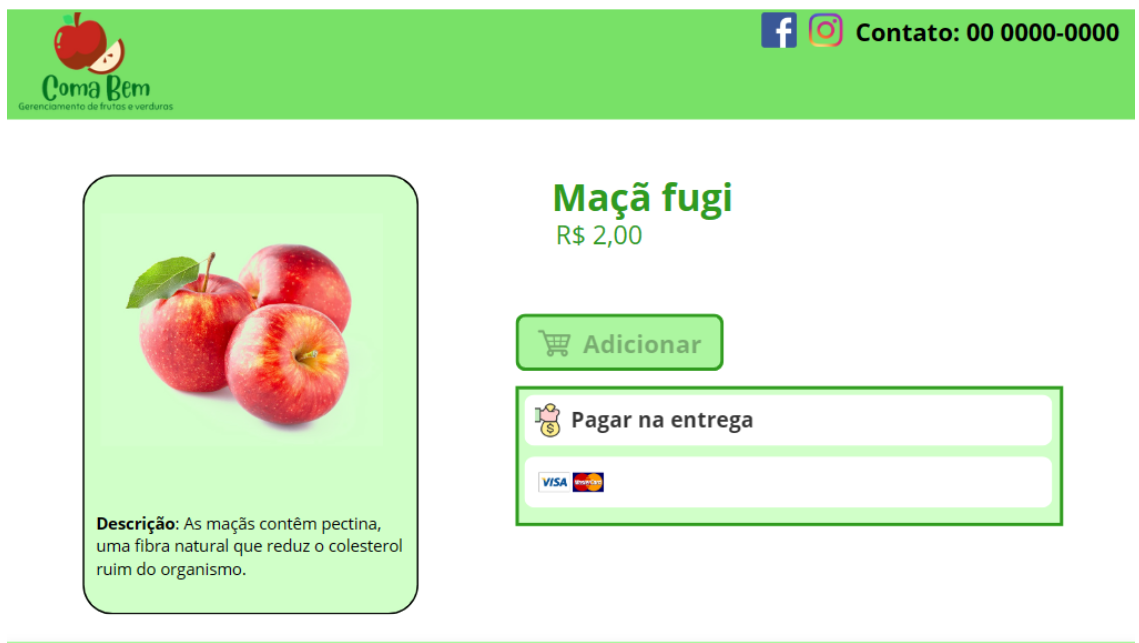 Coma Bem
Gerenciamento de frutas e verduras
Contato: 00 0000-0000
Maçã fugi
R$ 2,00
Adicionar
Pagar na entrega
VISA MasterCard
Descrição: As maçãs contêm pectina,
uma fibra natural que reduz o colesterol
ruim do organismo.